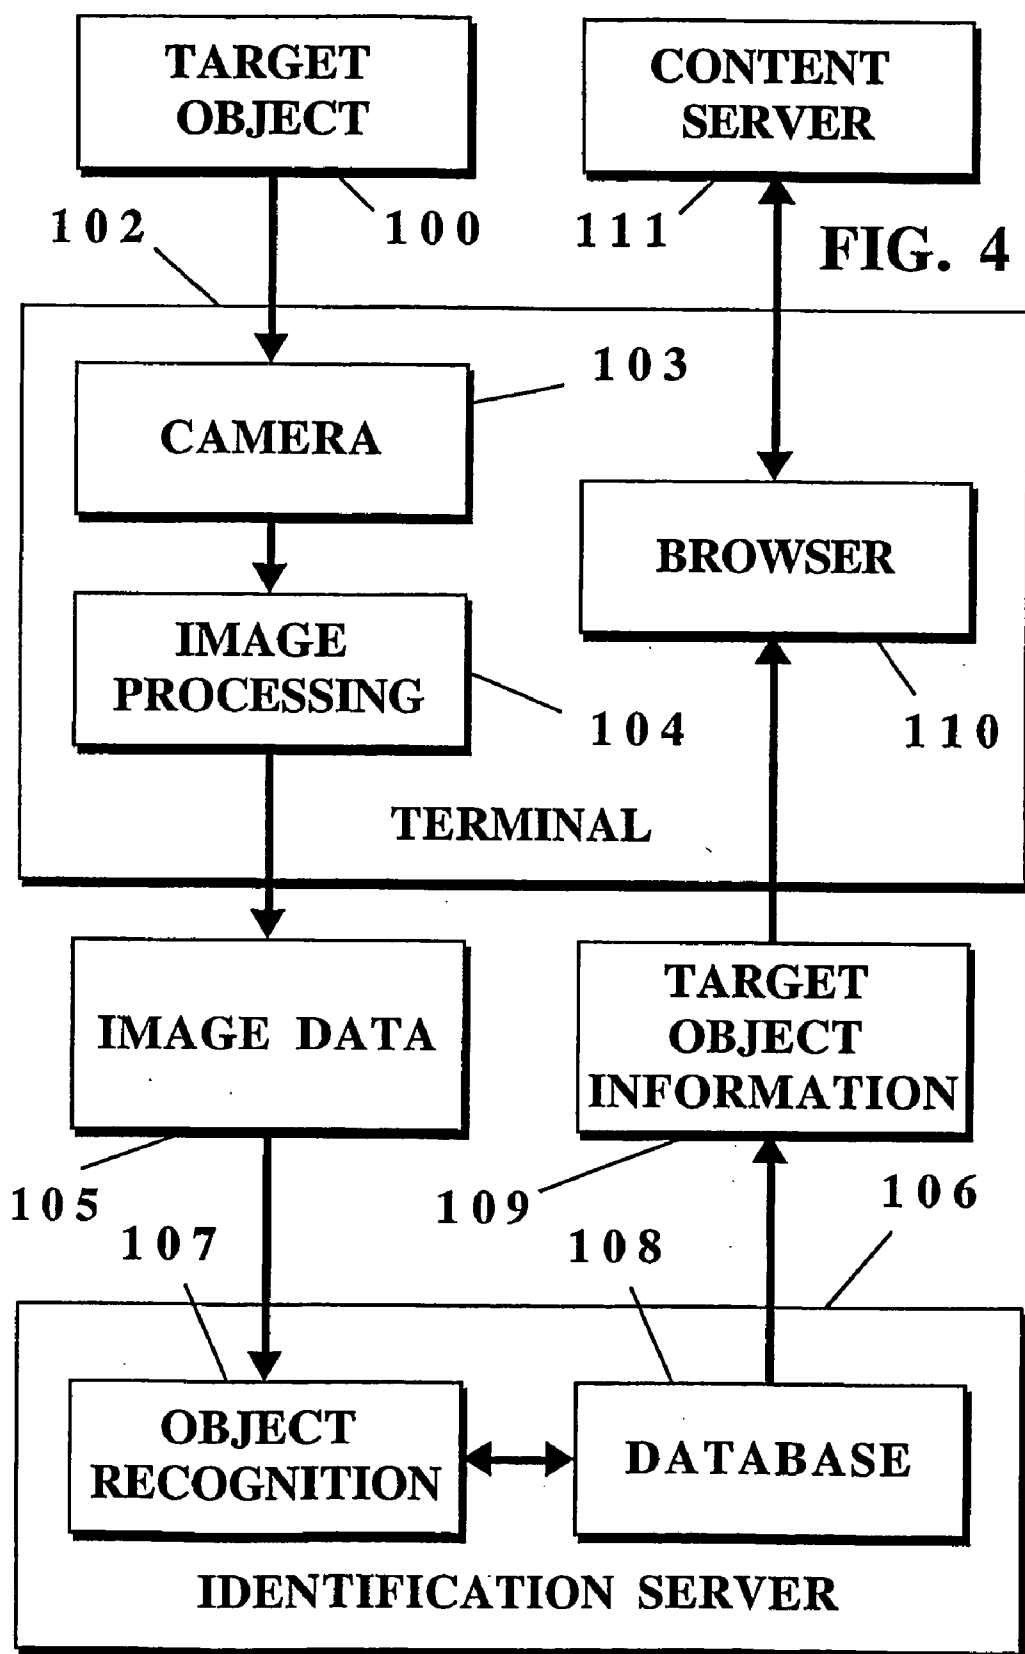 TARGET
OBJECT
CONTENT
SERVER
102
100
111
FIG. 4
103
CAMERA
BROWSER
IMAGE
PROCESSING
104
110
TERMINAL
IMAGE DATA
TARGET
OBJECT
INFORMATION
105
109
106
107
108
OBJECT
RECOGNITION
DATABASE
IDENTIFICATION SERVER